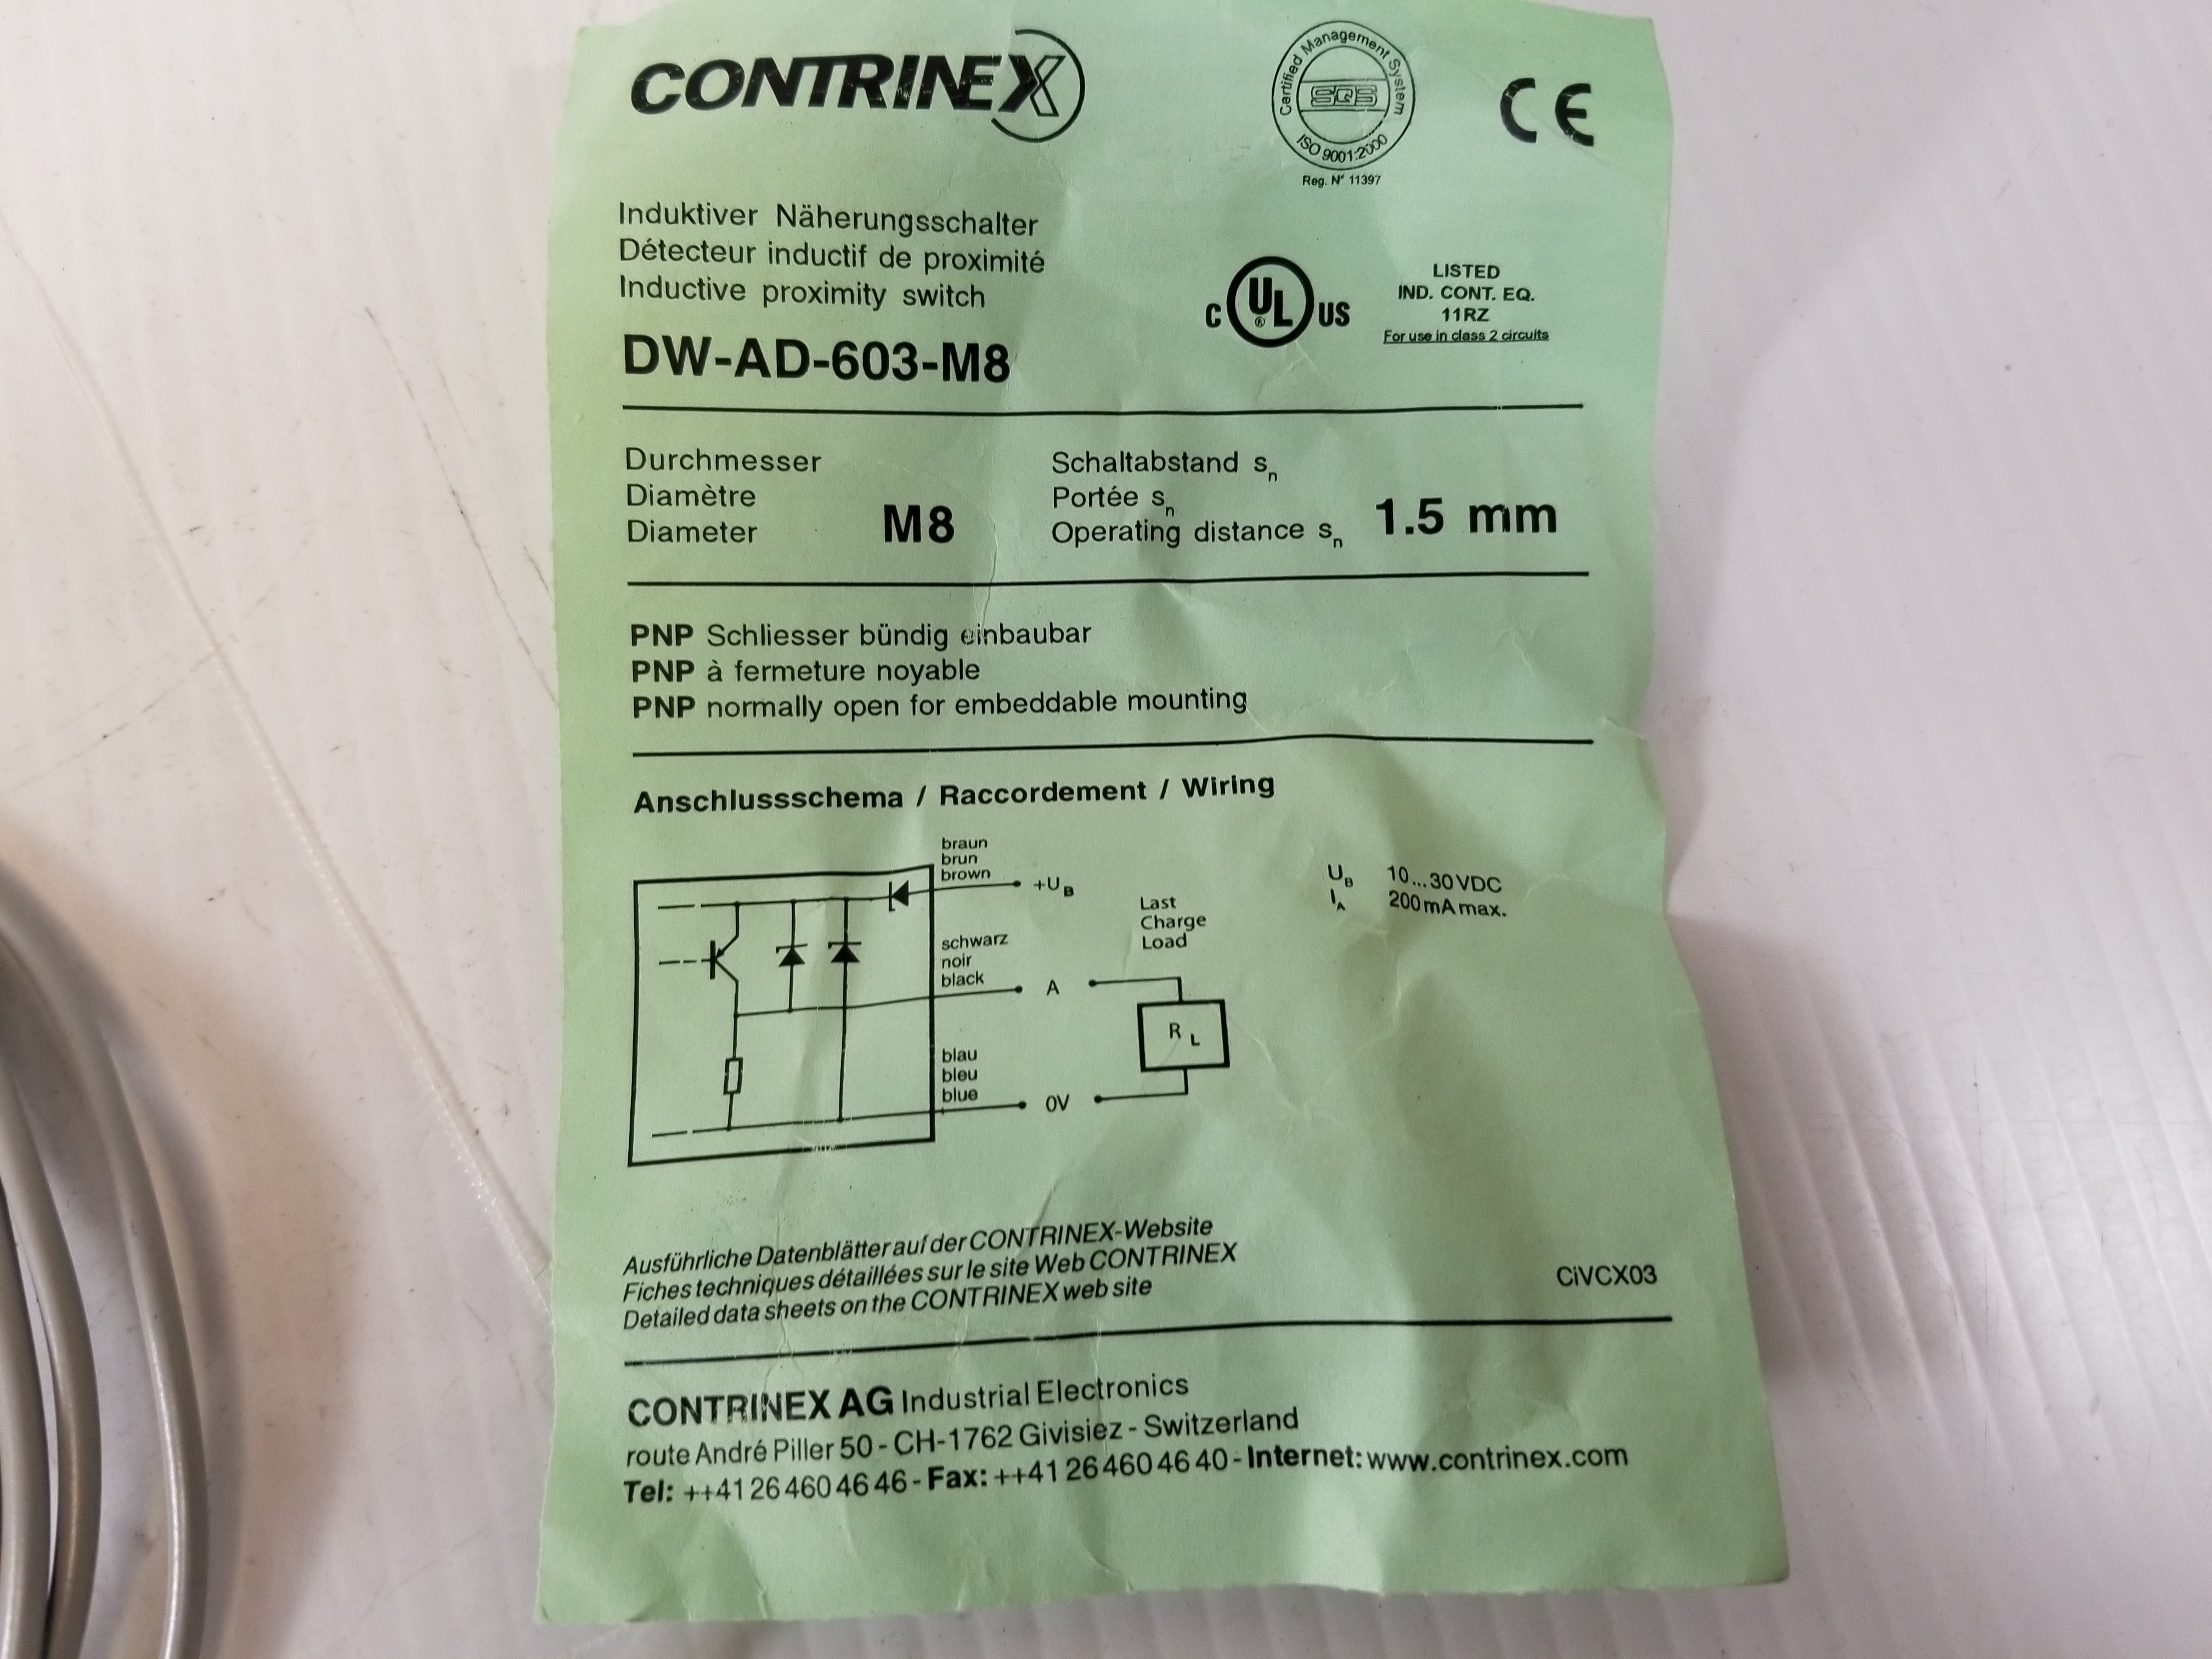 CONTRINEX
Certified Management System
SQS
ISO 9001:2000
Reg. N° 11397
CE
Induktiver Näherungsschalter
Détecteur inductif de proximité
Inductive proximity switch
DW-AD-603-M8
C UL® US
LISTED
IND. CONT. EQ.
11RZ
For use in class 2 circuits
Durchmesser
Diamètre
Diameter
M8
Schaltabstand sn
Portée sn
Operating distance sn
1.5 mm
PNP Schliesser bündig einbaubar
PNP à fermeture noyable
PNP normally open for embeddable mounting
Anschlussschema / Raccordement / Wiring
braun
brun
brown
+UB
schwarz
noir
black
A
blau
bleu
blue
0V
Last
Charge
Load
RL
UB 10...30 VDC
IA 200 mA max.
Ausführliche Datenblätter auf der CONTRINEX-Website
Fiches techniques détaillées sur le site Web CONTRINEX
Detailed data sheets on the CONTRINEX web site
CiVCX03
CONTRINEX AG Industrial Electronics
route André Piller 50 - CH-1762 Givisiez - Switzerland
Tel: ++41 26 460 46 46 - Fax: ++41 26 460 46 40 - Internet: www.contrinex.com